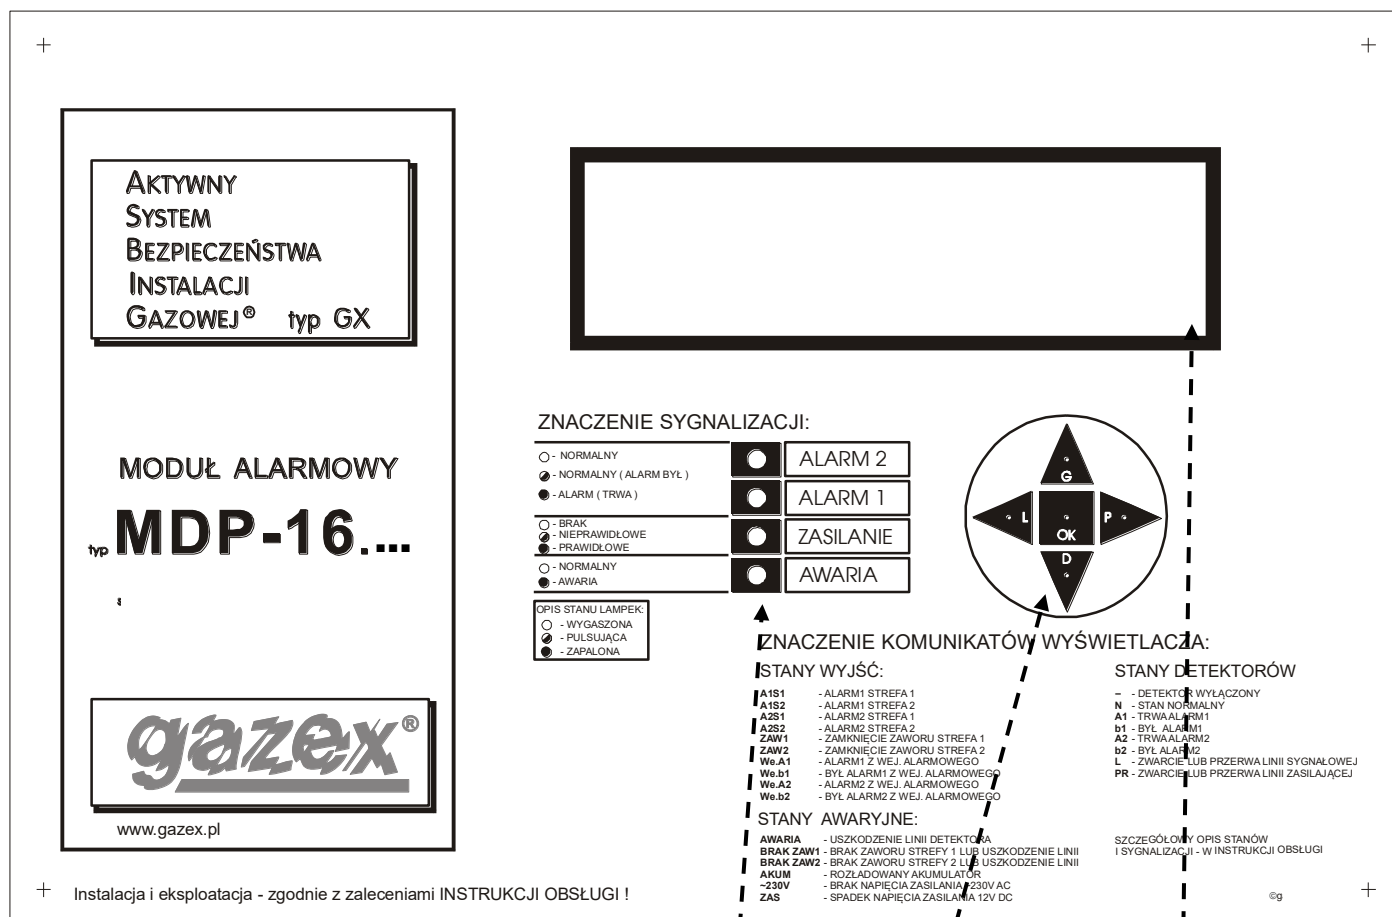 AKTYWNY
SYSTEM
BEZPIECZEŃSTWA
INSTALACJI
GAZOWEJ® typ GX
MODUŁ ALARMOWY
typ MDP-16....
gazex®
www.gazex.pl
ZNACZENIE SYGNALIZACJI:
- NORMALNY
- NORMALNY ( ALARM BYŁ )
- ALARM ( TRWA )
ALARM 2
ALARM 1
- BRAK
- NIEPRAWIDŁOWE
- PRAWIDŁOWE
ZASILANIE
- NORMALNY
- AWARIA
AWARIA
OPIS STANU LAMPEK:
- WYGASZONA
- PULSUJĄCA
- ZAPALONA
G
L OK P
D
ZNACZENIE KOMUNIKATÓW WYŚWIETLACZA:
STANY WYJŚĆ:
A1S1 - ALARM1 STREFA 1
A1S2 - ALARM1 STREFA 2
A2S1 - ALARM2 STREFA 1
A2S2 - ALARM2 STREFA 2
ZAW1 - ZAMKNIĘCIE ZAWORU STREFA 1
ZAW2 - ZAMKNIĘCIE ZAWORU STREFA 2
We.A1 - ALARM1 Z WEJ. ALARMOWEGO
We.b1 - BYŁ ALARM1 Z WEJ. ALARMOWEGO
We.A2 - ALARM2 Z WEJ. ALARMOWEGO
We.b2 - BYŁ ALARM2 Z WEJ. ALARMOWEGO
STANY DETEKTORÓW
– - DETEKTOR WYŁĄCZONY
N - STAN NORMALNY
A1 - TRWA ALARM1
b1 - BYŁ ALARM1
A2 - TRWA ALARM2
b2 - BYŁ ALARM2
L - ZWARCIE LUB PRZERWA LINII SYGNAŁOWEJ
PR - ZWARCIE LUB PRZERWA LINII ZASILAJĄCEJ
STANY AWARYJNE:
AWARIA - USZKODZENIE LINII DETEKTORA
BRAK ZAW1 - BRAK ZAWORU STREFY 1 LUB USZKODZENIE LINII
BRAK ZAW2 - BRAK ZAWORU STREFY 2 LUB USZKODZENIE LINII
AKUM - ROZŁADOWANY AKUMULATOR
~230V - BRAK NAPIĘCIA ZASILANIA ~230V AC
ZAS - SPADEK NAPIĘCIA ZASILANIA 12V DC
SZCZEGÓŁOWY OPIS STANÓW
I SYGNALIZACJI - W INSTRUKCJI OBSŁUGI
Instalacja i eksploatacja - zgodnie z zaleceniami INSTRUKCJI OBSŁUGI !
©g